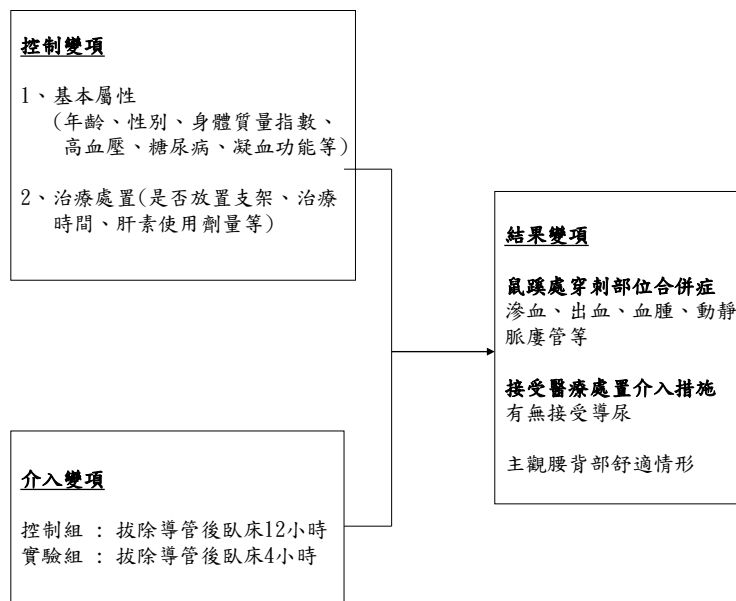 控制變項
1、基本屬性
(年齡、性別、身體質量指數、
高血壓、糖尿病、凝血功能等)
2、治療處置(是否放置支架、治療
時間、肝素使用劑量等)
介入變項
控制組 : 拔除導管後臥床12小時
實驗組 : 拔除導管後臥床4小時
結果變項
鼠蹊處穿刺部位合併症
滲血、出血、血腫、動靜
脈廔管等
接受醫療處置介入措施
有無接受導尿
主觀腰背部舒適情形